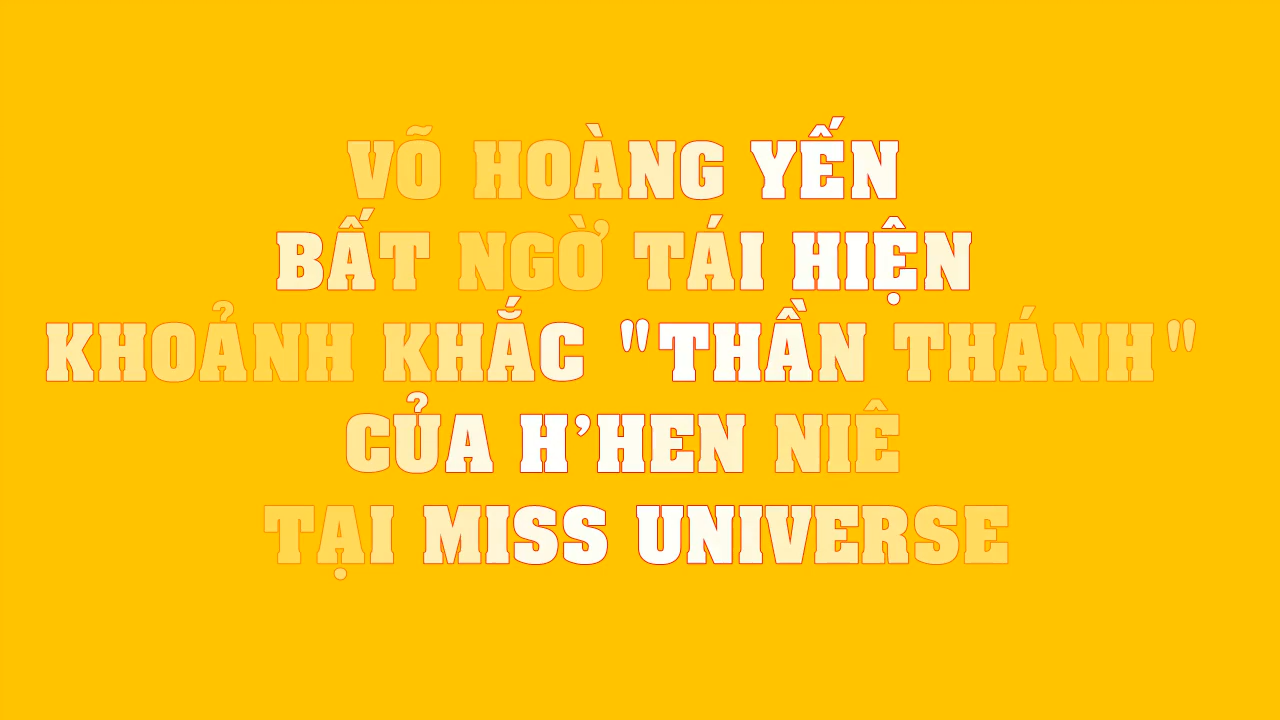 VÕ HOÀNG YẾN
BẤT NGỜ TÁI HIỆN
KHOẢNH KHẮC "THẦN THÁNH"
CỦA H’HEN NIÊ
TẠI MISS UNIVERSE